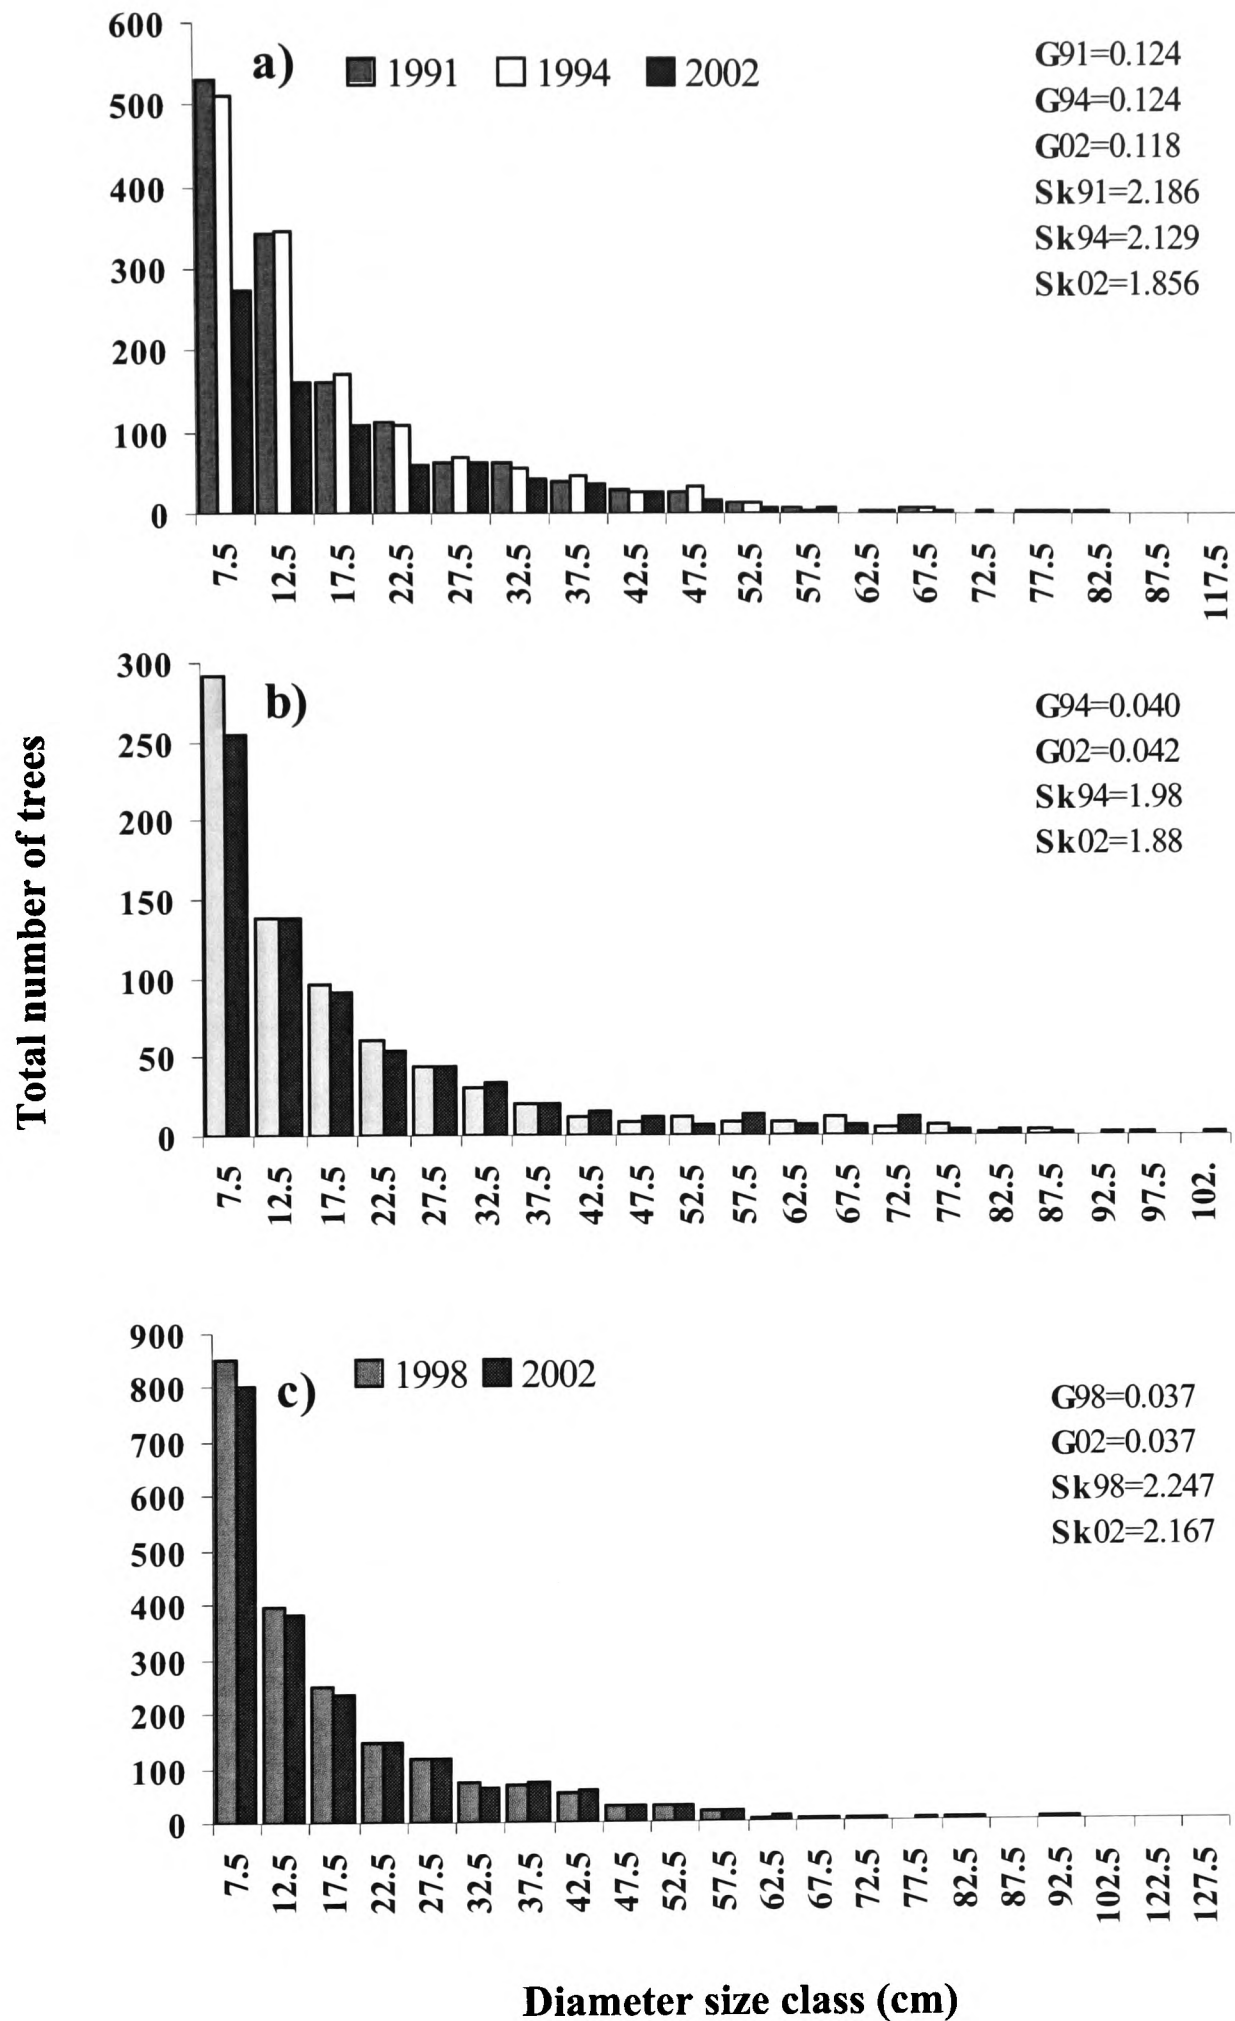 Total number of trees
a)
1991 1994 2002
G91=0.124
G94=0.124
G02=0.118
Sk91=2.186
Sk94=2.129
Sk02=1.856
600
500
400
300
200
100
0
7.5 12.5 17.5 22.5 27.5 32.5 37.5 42.5 47.5 52.5 57.5 62.5 67.5 72.5 77.5 82.5 87.5 117.5
b)
G94=0.040
G02=0.042
Sk94=1.98
Sk02=1.88
300
250
200
150
100
50
0
7.5 12.5 17.5 22.5 27.5 32.5 37.5 42.5 47.5 52.5 57.5 62.5 67.5 72.5 77.5 82.5 87.5 92.5 97.5 102.
c)
1998 2002
G98=0.037
G02=0.037
Sk98=2.247
Sk02=2.167
900
800
700
600
500
400
300
200
100
0
7.5 12.5 17.5 22.5 27.5 32.5 37.5 42.5 47.5 52.5 57.5 62.5 67.5 72.5 77.5 82.5 87.5 92.5 102.5 122.5 127.5
Diameter size class (cm)